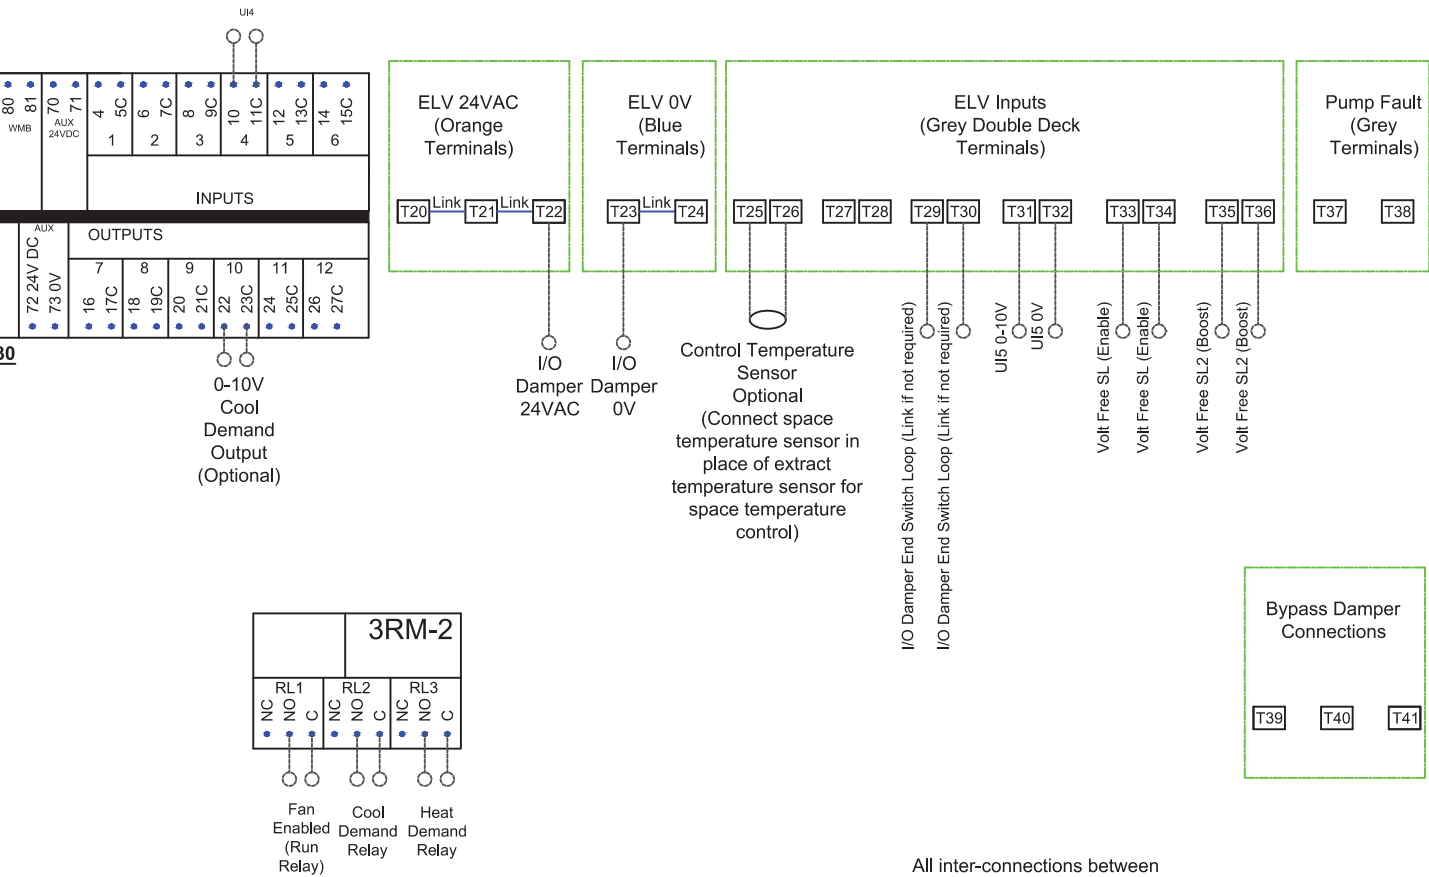 UI4
80
81
WMB
70
71
AUX
24VDC
4
5C
1
6
7C
2
8
9C
3
10
11C
4
12
13C
5
14
15C
6
INPUTS
AUX
72 24V DC
73 0V
OUTPUTS
7
16
17C
8
18
19C
9
20
21C
10
22
23C
11
24
25C
12
26
27C
30
0-10V
Cool
Demand
Output
(Optional)
ELV 24VAC
(Orange
Terminals)
T20 Link T21 Link T22
I/O
Damper
24VAC
ELV 0V
(Blue
Terminals)
T23 Link T24
I/O
Damper
0V
ELV Inputs
(Grey Double Deck
Terminals)
T25 T26 T27 T28 T29 T30 T31 T32 T33 T34 T35 T36
Control Temperature
Sensor
Optional
(Connect space
temperature sensor in
place of extract
temperature sensor for
space temperature
control)
I/O Damper End Switch Loop (Link if not required)
I/O Damper End Switch Loop (Link if not required)
UI5 0-10V
UI5 0V
Volt Free SL (Enable)
Volt Free SL (Enable)
Volt Free SL2 (Boost)
Volt Free SL2 (Boost)
Pump Fault
(Grey
Terminals)
T37 T38
Bypass Damper
Connections
T39 T40 T41
3RM-2
RL1
NC
NO
C
RL2
NC
NO
C
RL3
NC
NO
C
Fan
Enabled
(Run
Relay)
Cool
Demand
Relay
Heat
Demand
Relay
All inter-connections between